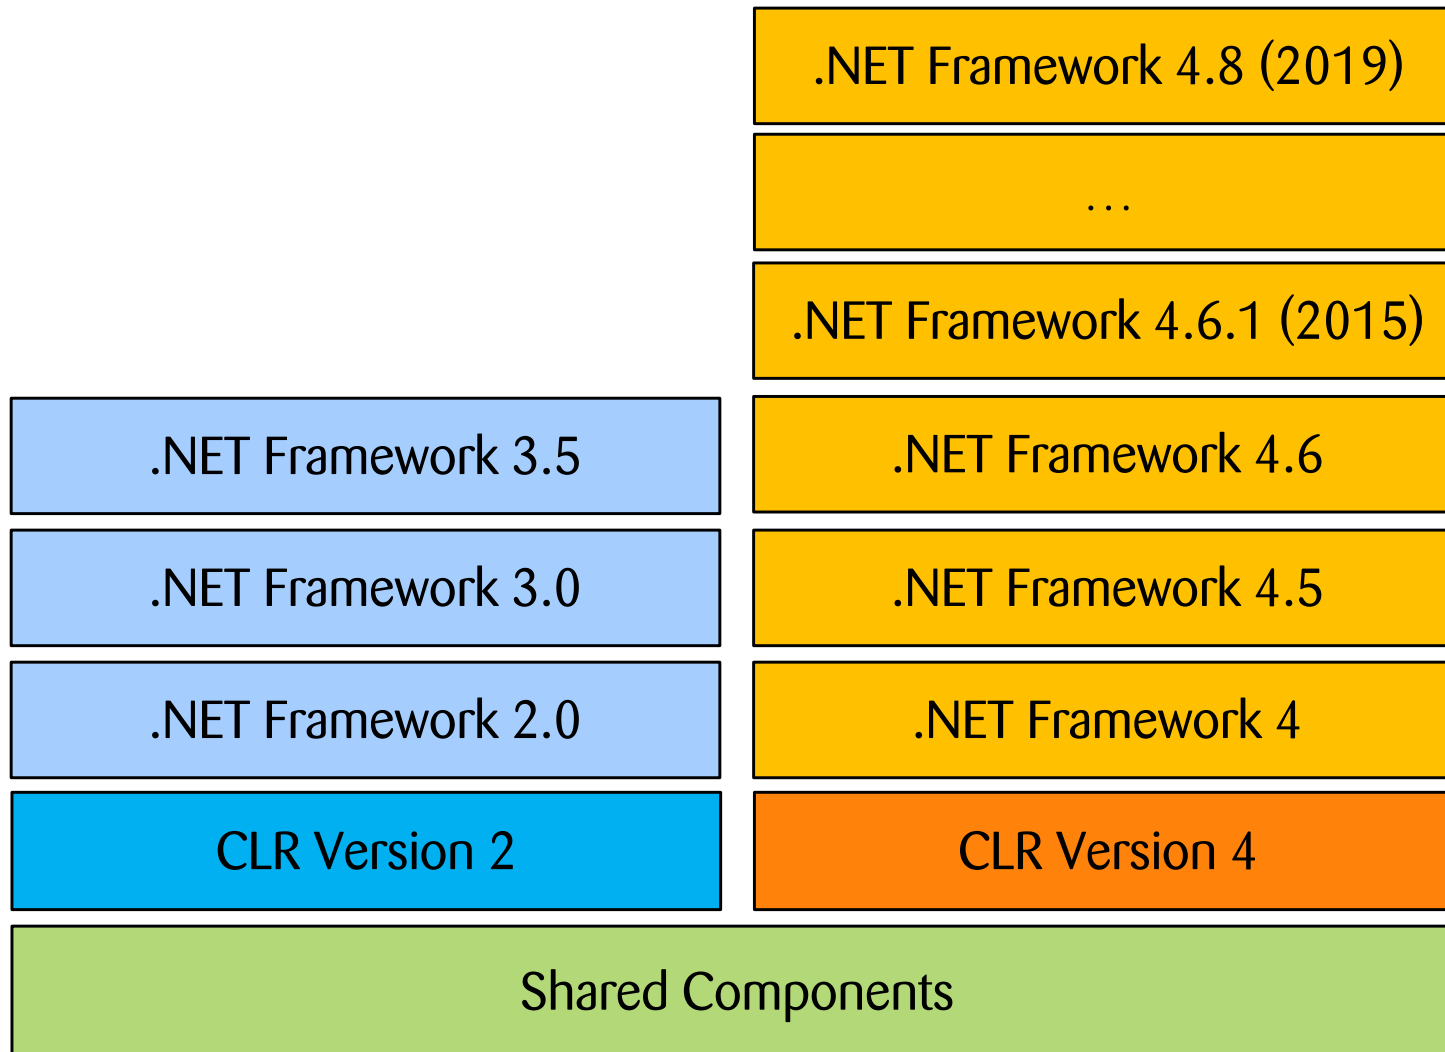 .NET Framework 4.8 (2019)
...
.NET Framework 4.6.1 (2015)
.NET Framework 3.5
.NET Framework 4.6
.NET Framework 3.0
.NET Framework 4.5
.NET Framework 2.0
.NET Framework 4
CLR Version 2
CLR Version 4
Shared Components